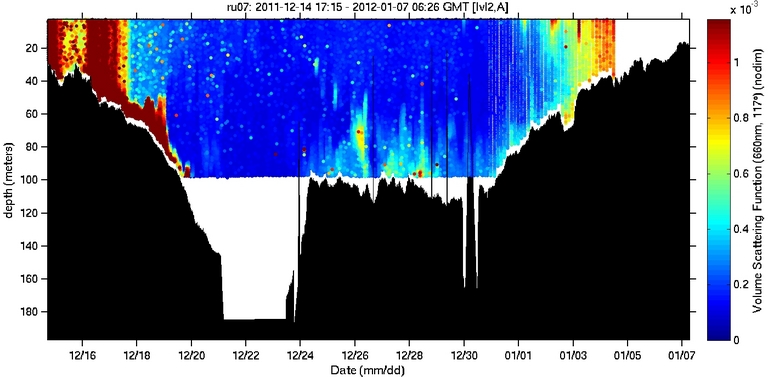 ru07: 2011-12-14 17:15 - 2012-01-07 06:26 GMT [lvl2,A]
x 10⁻³
20
40
60
80
100
120
140
160
180
depth (meters)
12/16 12/18 12/20 12/22 12/24 12/26 12/28 12/30 01/01 01/03 01/05 01/07
Date (mm/dd)
1
0.8
0.6
0.4
0.2
0
Volume Scattering Function (660nm, 117?) (nodim)